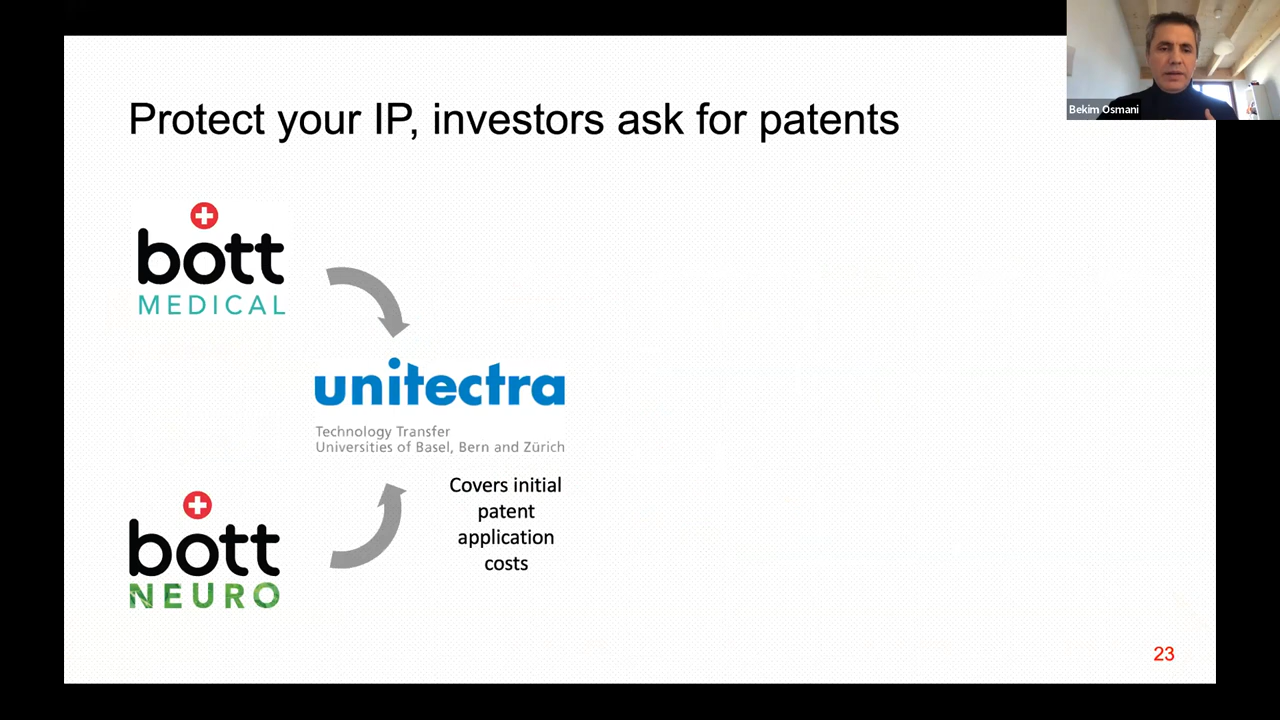 Protect your IP, investors ask for patents
Bekim Osmani
bott
MEDICAL
unitectra
Technology Transfer
Universities of Basel, Bern and Zürich
Covers initial
patent
application
costs
bott
NEURO
23